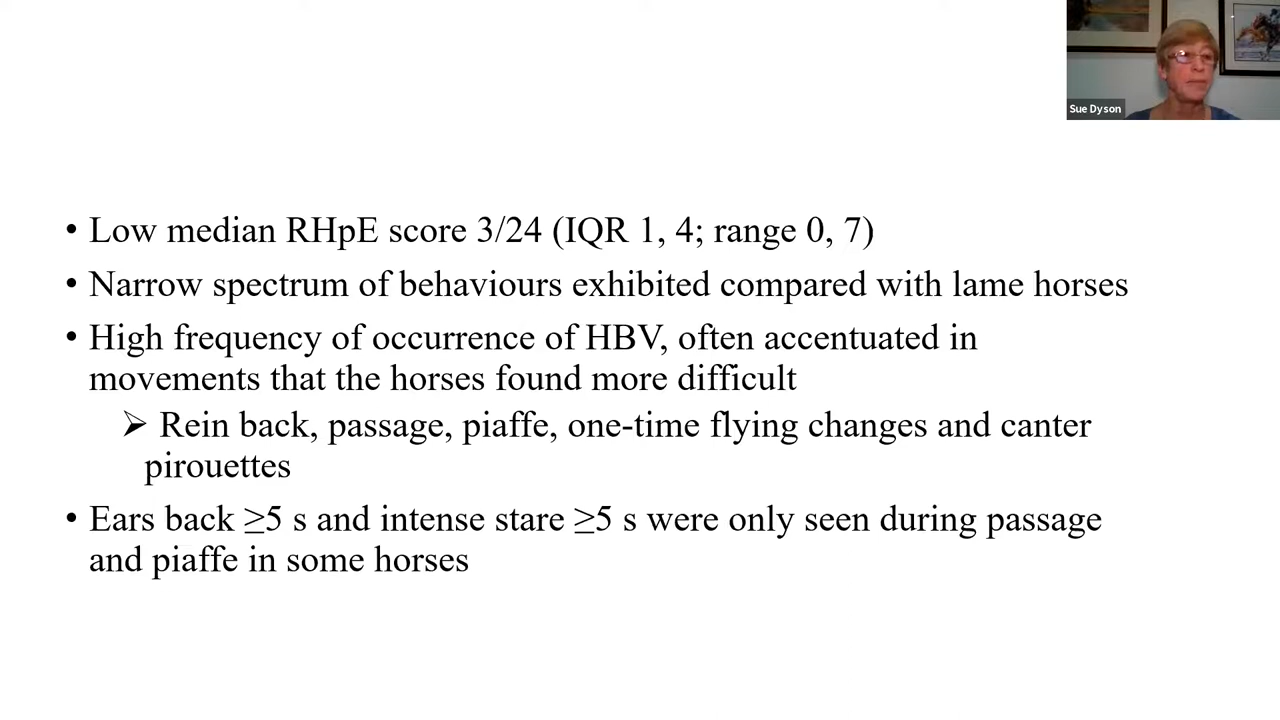 Sue Dyson
• Low median RHpE score 3/24 (IQR 1, 4; range 0, 7)
• Narrow spectrum of behaviours exhibited compared with lame horses
• High frequency of occurrence of HBV, often accentuated in
movements that the horses found more difficult
➢ Rein back, passage, piaffe, one-time flying changes and canter
pirouettes
• Ears back ≥5 s and intense stare ≥5 s were only seen during passage
and piaffe in some horses